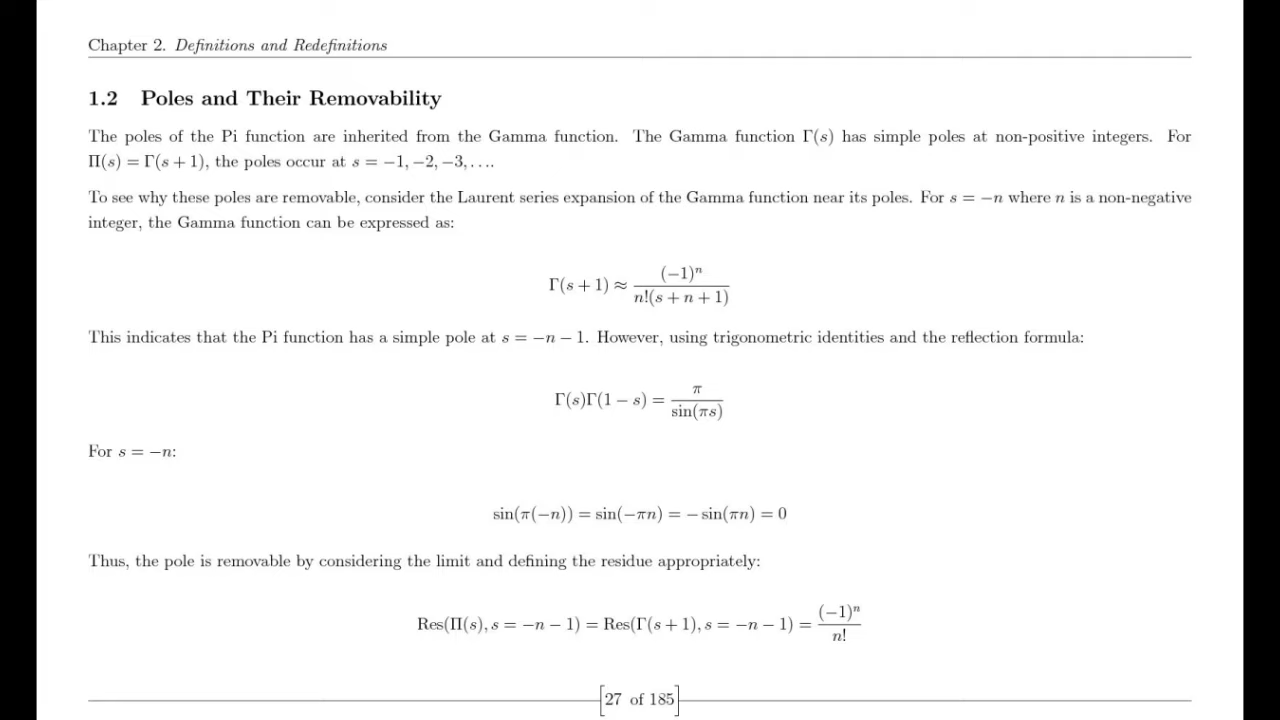 Chapter 2. Definitions and Redefinitions
1.2 Poles and Their Removability
The poles of the Pi function are inherited from the Gamma function. The Gamma function Γ(s) has simple poles at non-positive integers. For
Π(s) = Γ(s + 1), the poles occur at s = −1, −2, −3, . . ..
To see why these poles are removable, consider the Laurent series expansion of the Gamma function near its poles. For s = −n where n is a non-negative
integer, the Gamma function can be expressed as:
Γ(s + 1) ≈ (−1)ⁿ / n!(s + n + 1)
This indicates that the Pi function has a simple pole at s = −n − 1. However, using trigonometric identities and the reflection formula:
Γ(s)Γ(1 − s) = π / sin(πs)
For s = −n:
sin(π(−n)) = sin(−πn) = − sin(πn) = 0
Thus, the pole is removable by considering the limit and defining the residue appropriately:
Res(Π(s), s = −n − 1) = Res(Γ(s + 1), s = −n − 1) = (−1)ⁿ / n!
[27 of 185]